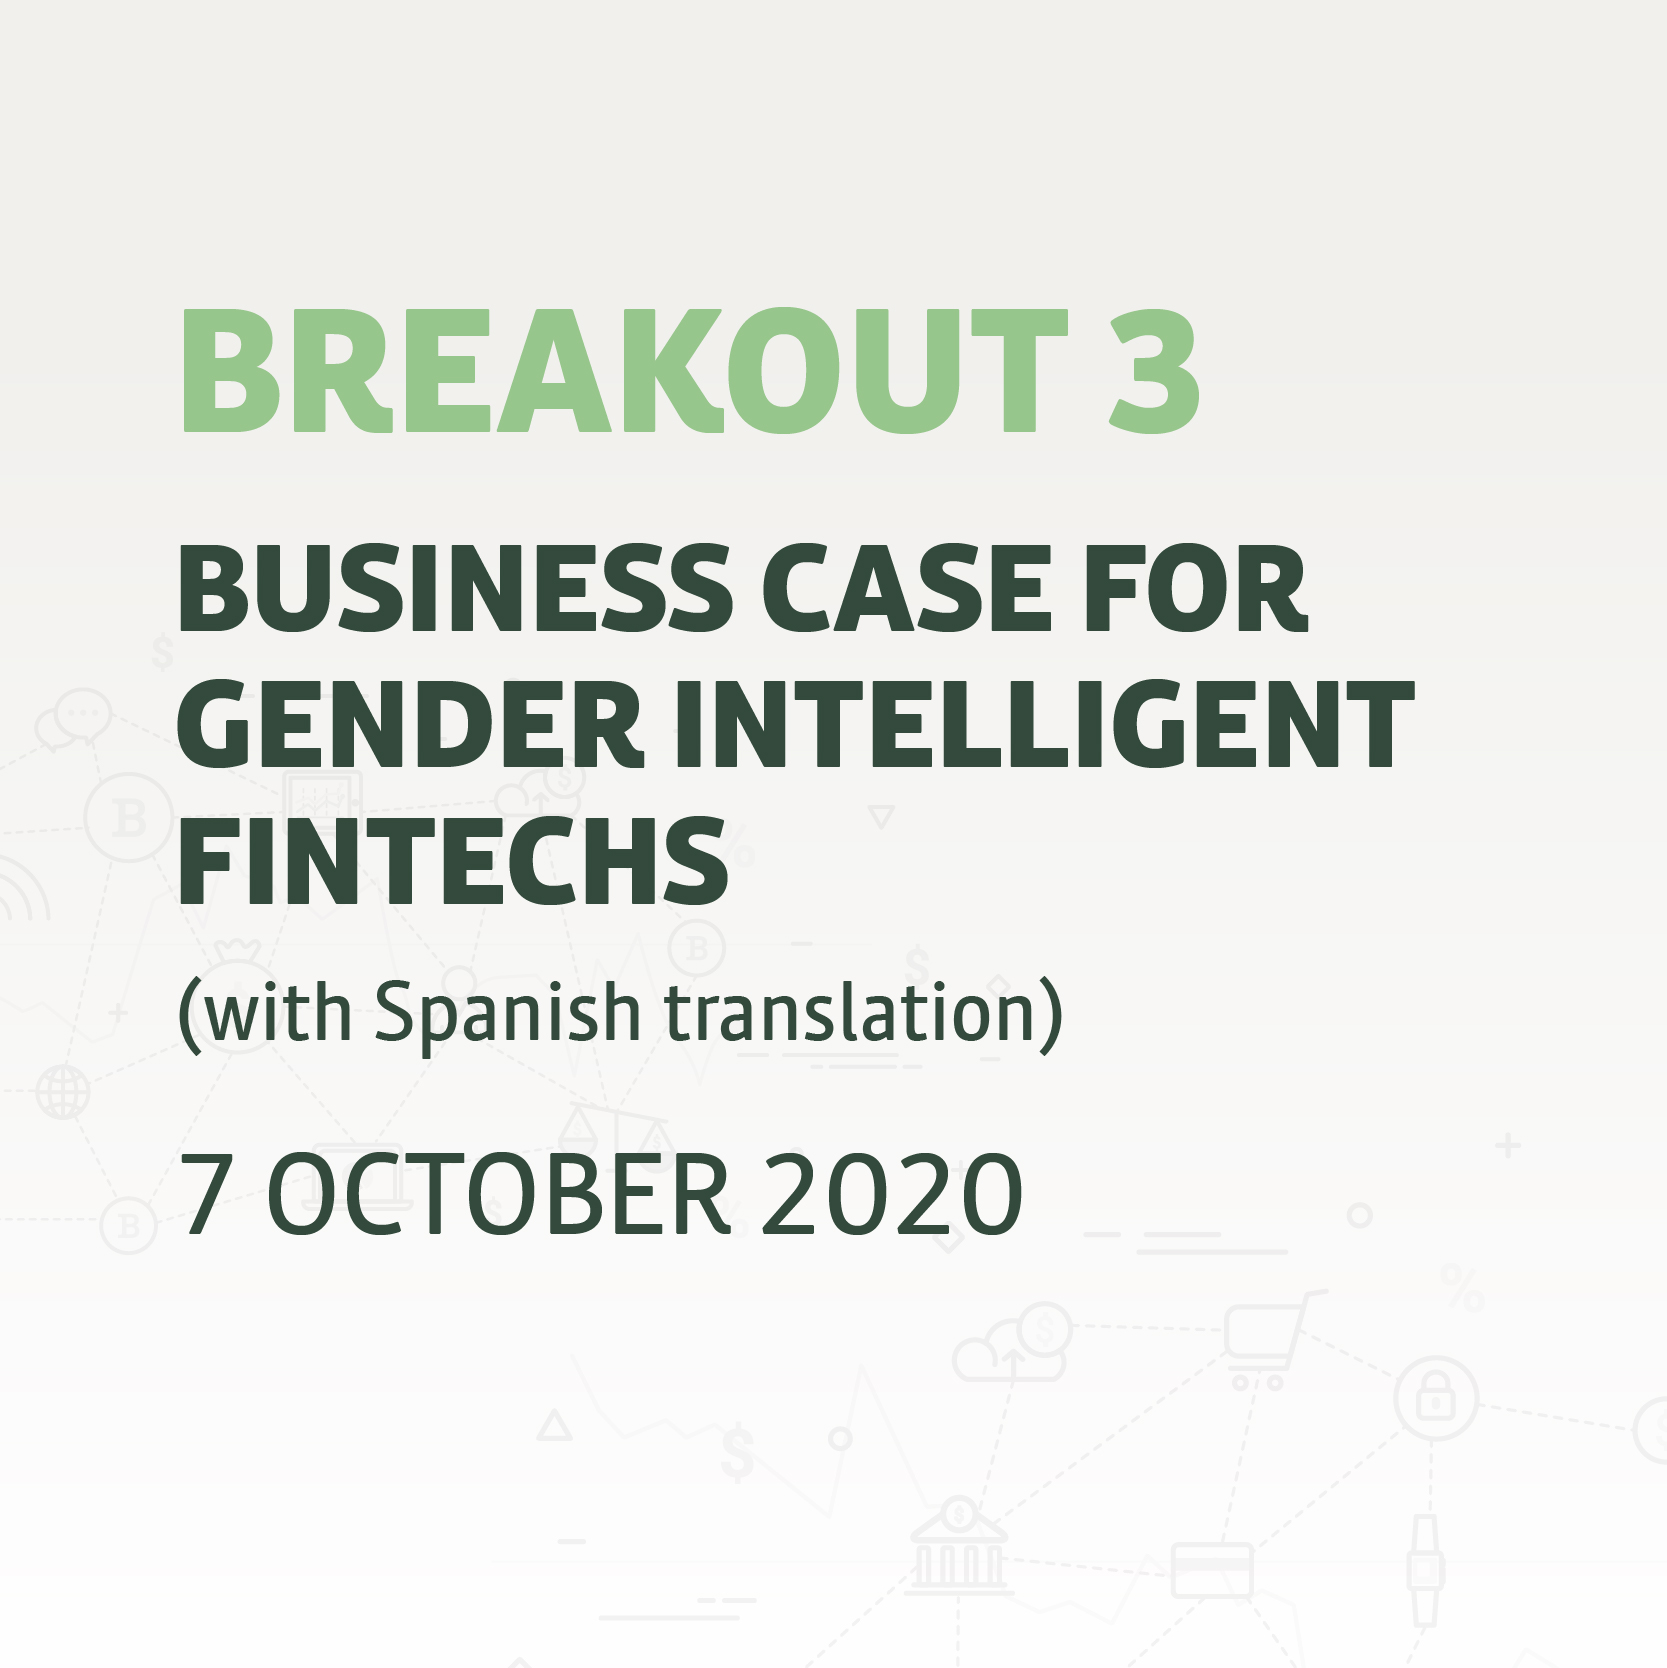 BREAKOUT 3
BUSINESS CASE FOR
GENDER INTELLIGENT
FINTECHS
(with Spanish translation)
7 OCTOBER 2020